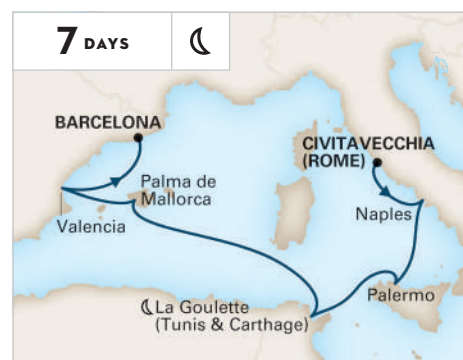 7 DAYS
BARCELONA
CIVITAVECCHIA
(ROME)
Palma de
Mallorca
Naples
Valencia
Palermo
La Goulette
(Tunis & Carthage)